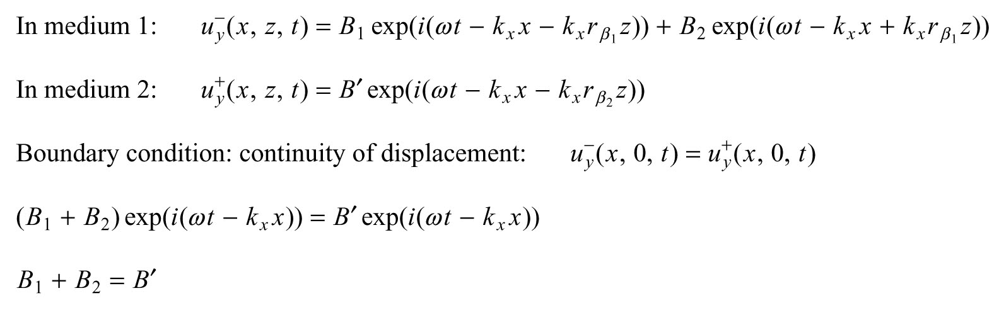 In medium 1: u_y^-(x, z, t) = B_1 exp(i(ωt − k_x x − k_x r_{β_1} z)) + B_2 exp(i(ωt − k_x x + k_x r_{β_1} z))
In medium 2: u_y^+(x, z, t) = B′ exp(i(ωt − k_x x − k_x r_{β_2} z))
Boundary condition: continuity of displacement: u_y^-(x, 0, t) = u_y^+(x, 0, t)
(B_1 + B_2) exp(i(ωt − k_x x)) = B′ exp(i(ωt − k_x x))
B_1 + B_2 = B′